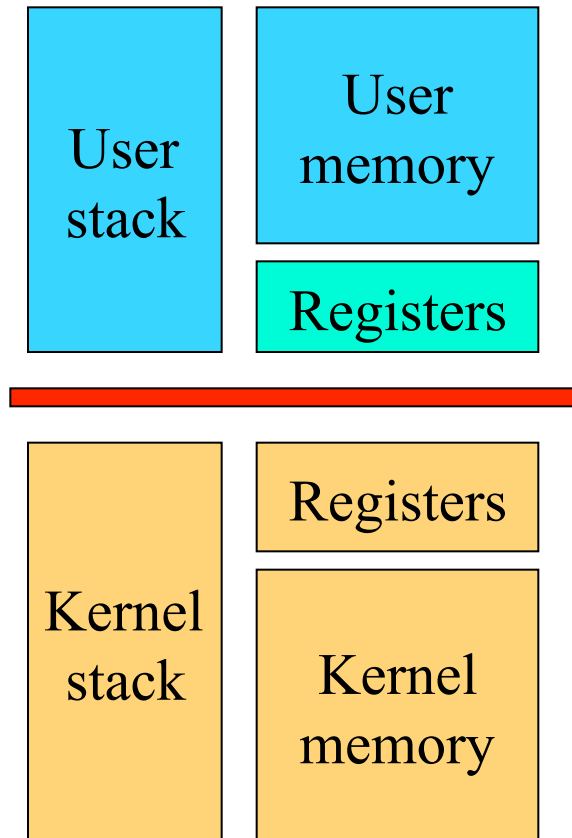 User
stack
User
memory
Registers
Registers
Kernel
stack
Kernel
memory